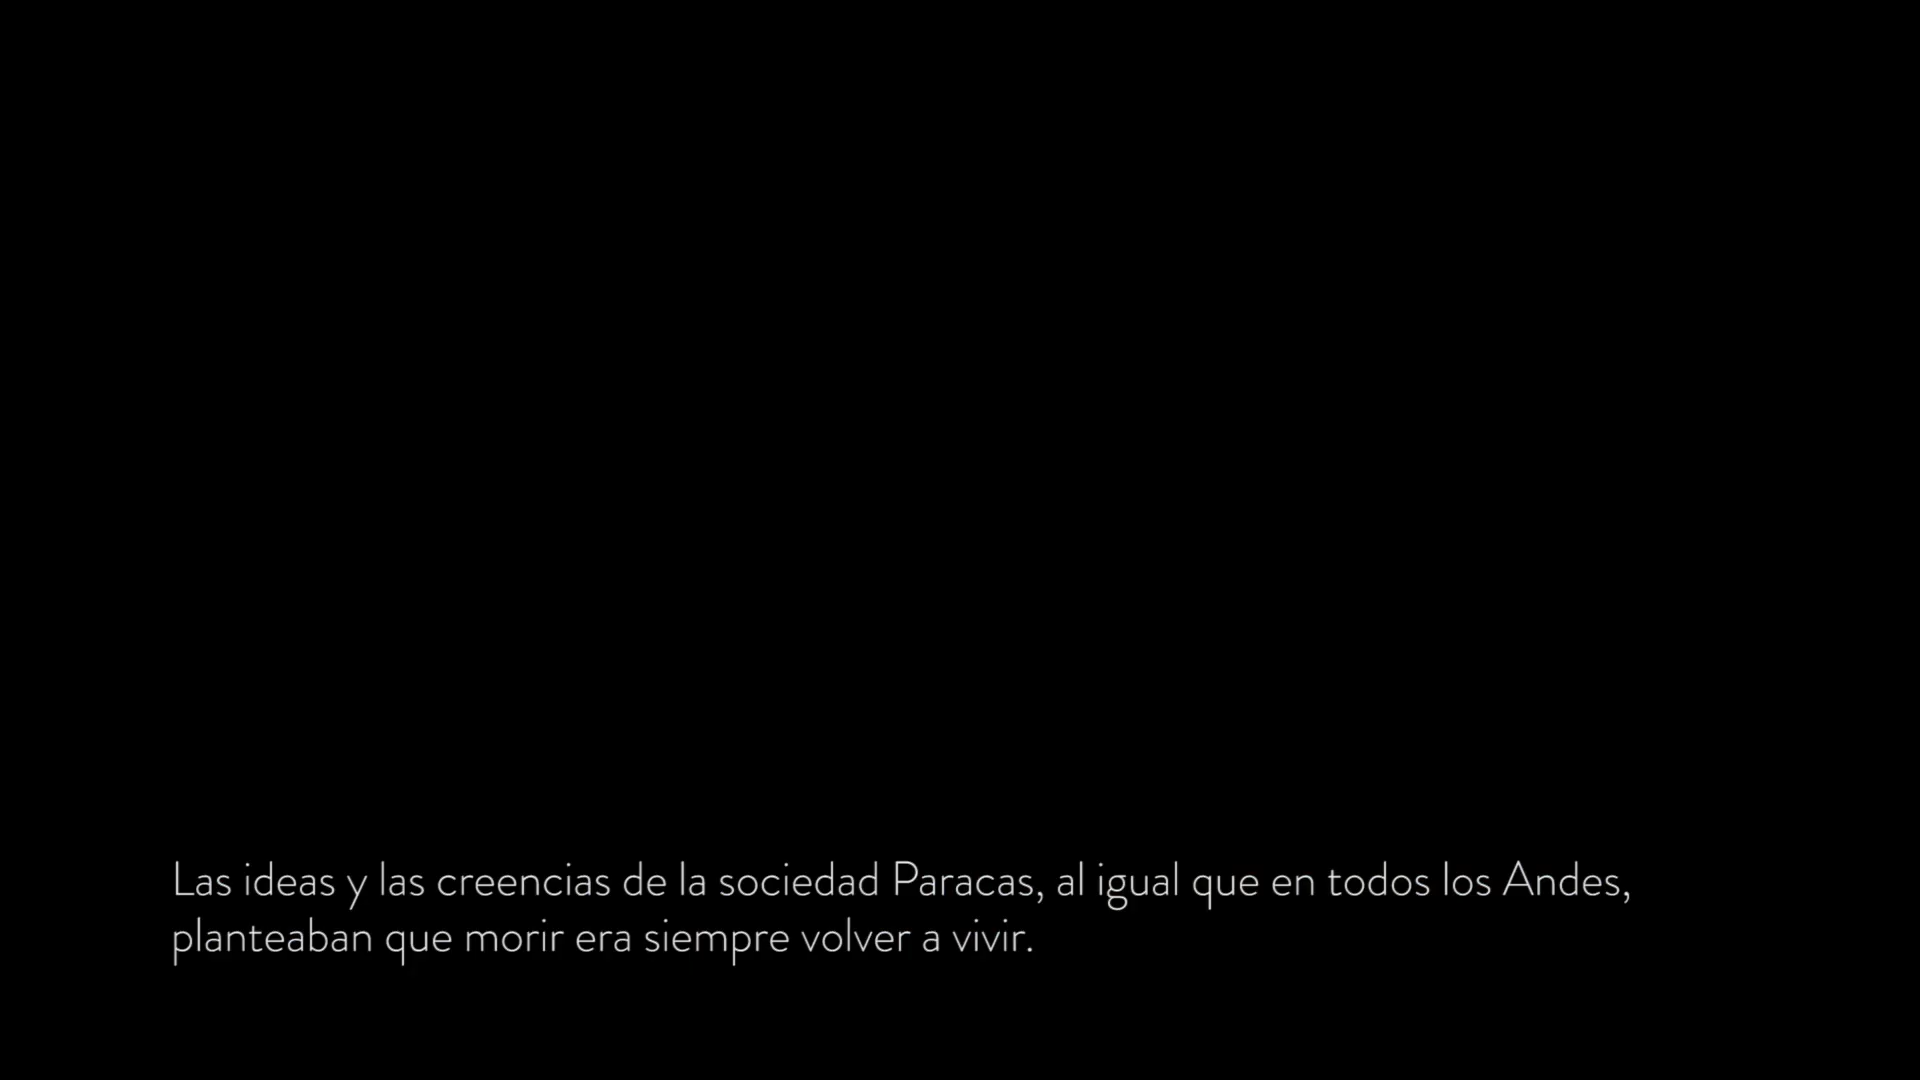 Las ideas y las creencias de la sociedad Paracas, al igual que en todos los Andes,
planteaban que morir era siempre volver a vivir.